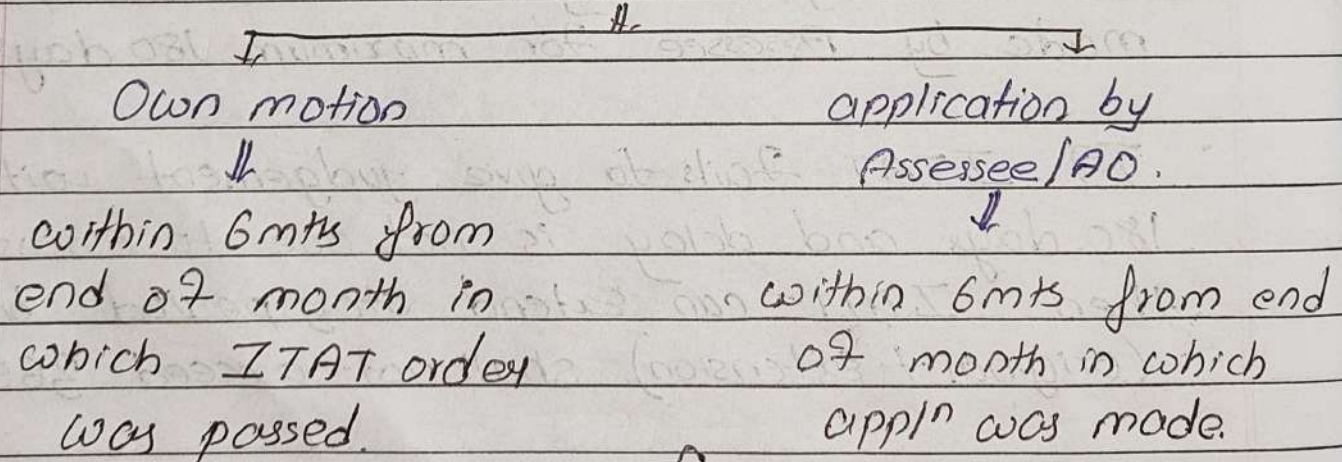 Own motion
within 6mts from
end of month in
which ITAT order
was passed.
application by
Assessee/AO.
within 6mts from end
of month in which
applⁿ was made.